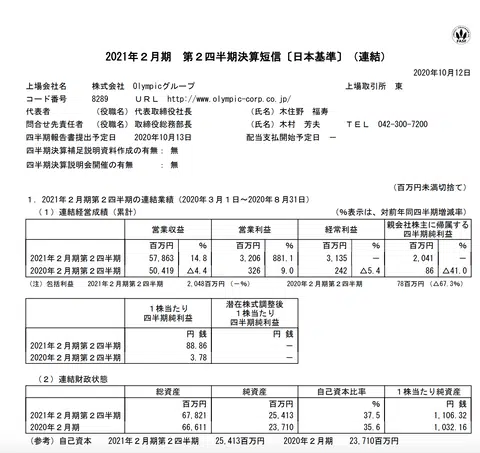 2021年2月期 第2四半期決算短信〔日本基準〕（連結）
2020年10月12日
上場会社名 株式会社 Olympicグループ 上場取引所 東
コード番号 8289 ＵＲＬ http://www.olympic-corp.co.jp/
代表者 （役職名）代表取締役社長 （氏名）木住野 福寿
問合せ先責任者 （役職名）取締役総務部長 （氏名）木村 芳夫 ＴＥＬ 042-300-7200
四半期報告書提出予定日 2020年10月13日 配当支払開始予定日 －
四半期決算補足説明資料作成の有無：無
四半期決算説明会開催の有無 ：無
（百万円未満切捨て）
１．2021年２月期第２四半期の連結業績（2020年３月１日～2020年８月31日）
（１）連結経営成績（累計） （％表示は、対前年同四半期増減率）
営業収益 営業利益 経常利益 親会社株主に帰属する四半期純利益
百万円 ％ 百万円 ％ 百万円 ％ 百万円 ％
2021年２月期第２四半期 57,863 14.8 3,206 881.1 3,135 － 2,041 －
2020年２月期第２四半期 50,419 △4.4 326 9.0 242 △5.4 86 △41.0
（注）包括利益 2021年２月期第２四半期 2,048百万円（－％） 2020年２月期第２四半期 78百万円（△67.3％）
１株当たり四半期純利益 潜在株式調整後１株当たり四半期純利益
円 銭 円 銭
2021年２月期第２四半期 88.86 －
2020年２月期第２四半期 3.78 －
（２）連結財政状態
総資産 純資産 自己資本比率 １株当たり純資産
百万円 百万円 ％ 円 銭
2021年２月期第２四半期 67,821 25,413 37.5 1,106.32
2020年２月期 66,611 23,710 35.6 1,032.16
（参考）自己資本 2021年２月期第２四半期 25,413百万円 2020年２月期 23,710百万円